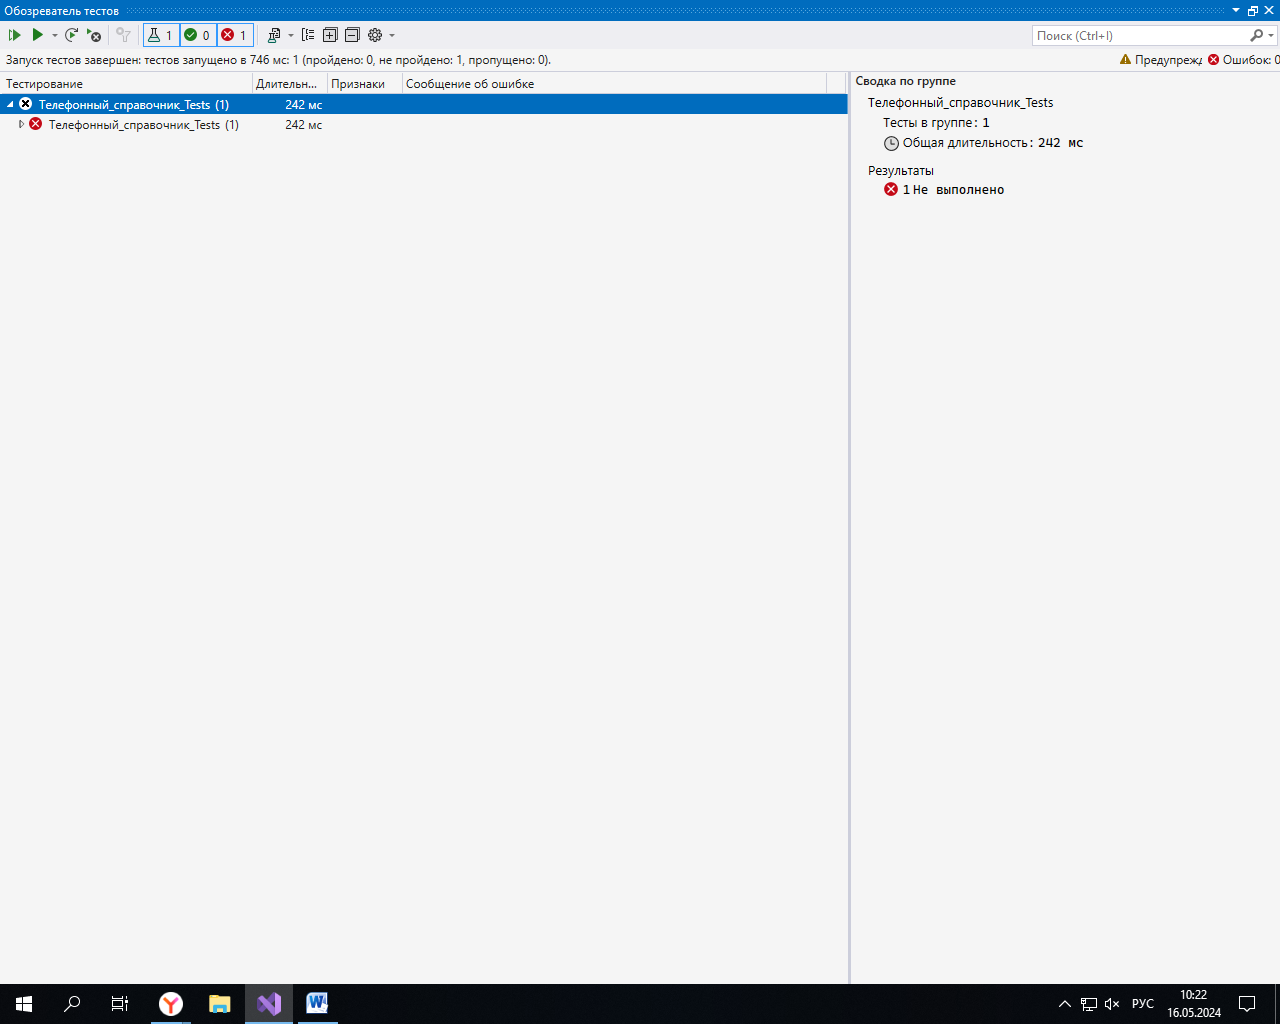 Обозреватель тестов
1 0 1 Поиск (Ctrl+I)
Запуск тестов завершен: тестов запущено в 746 мс: 1 (пройдено: 0, не пройдено: 1, пропущено: 0). Предупрежд Ошибок: 0
Тестирование Длительн... Признаки Сообщение об ошибке
Телефонный_справочник_Tests (1) 242 мс
Телефонный_справочник_Tests (1) 242 мс
Сводка по группе
Телефонный_справочник_Tests
Тесты в группе: 1
Общая длительность: 242 мс
Результаты
1 Не выполнено
РУС
10:22
16.05.2024